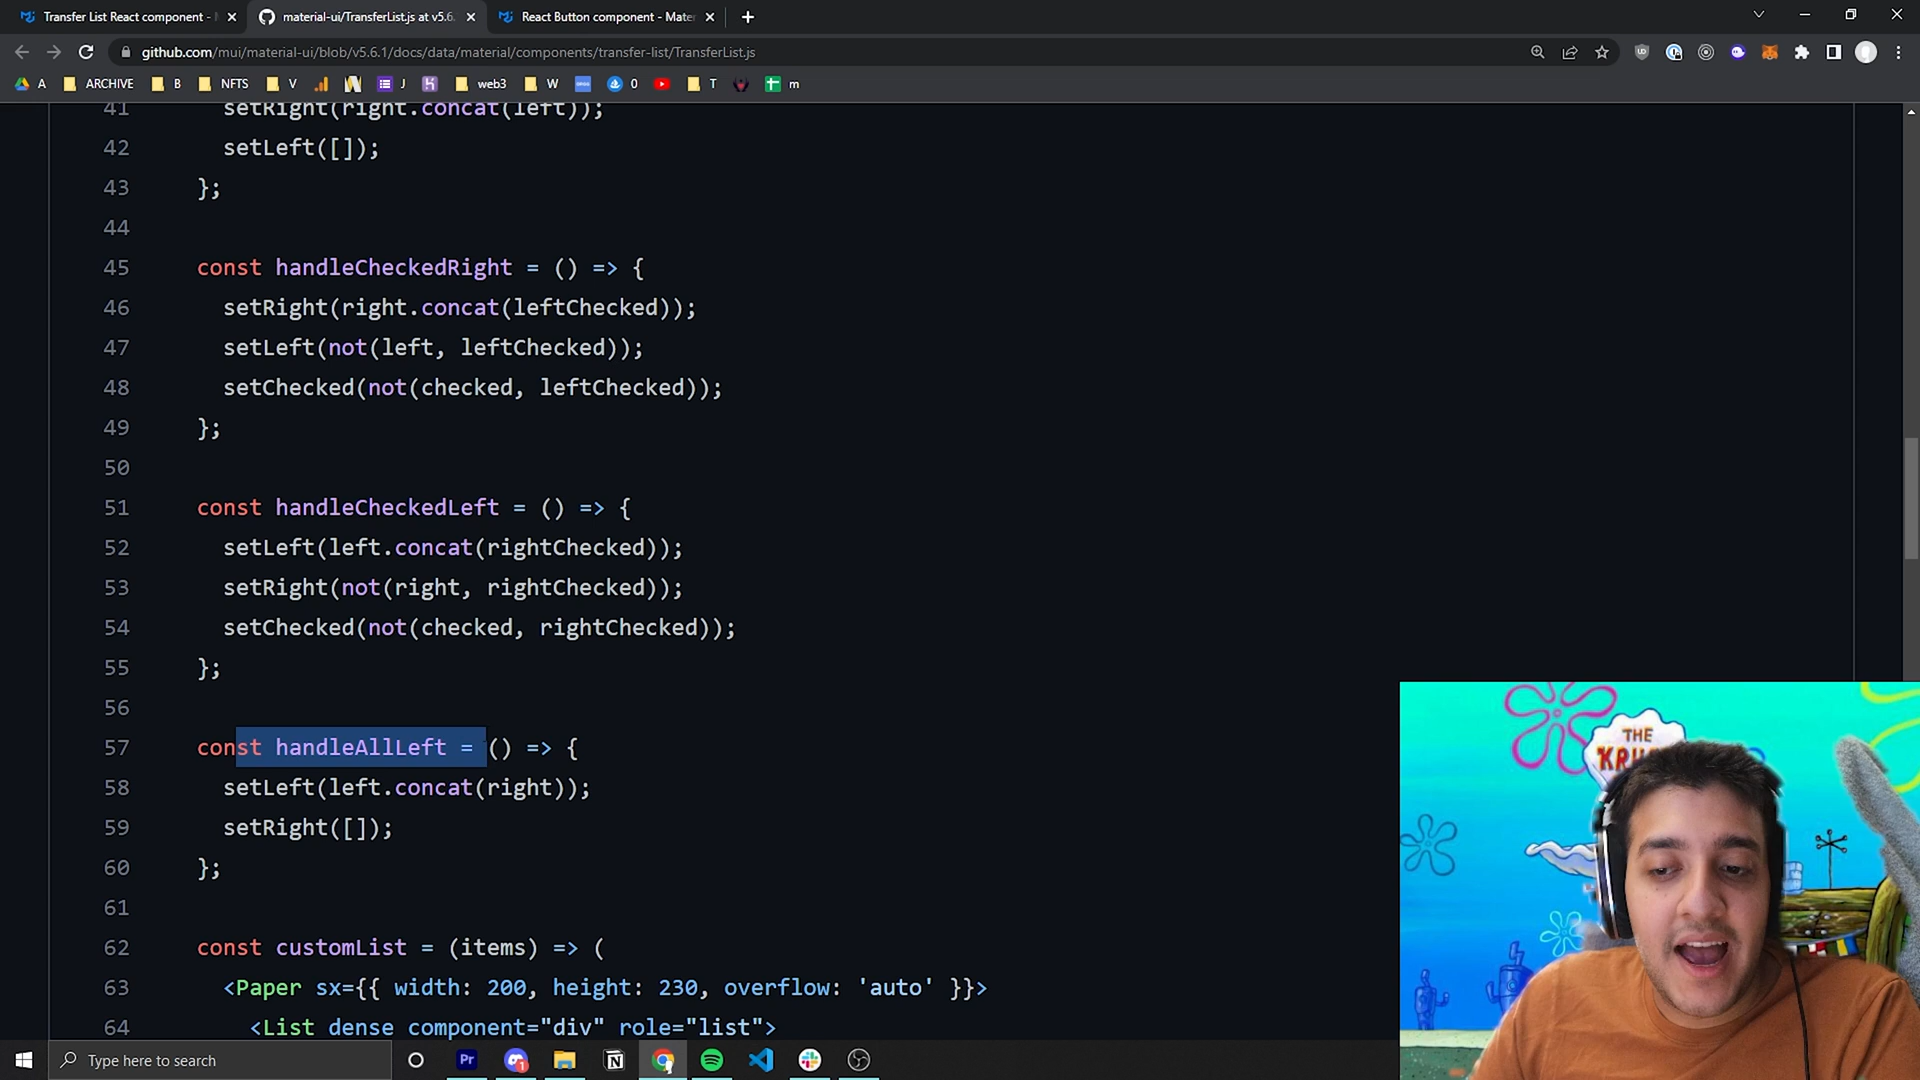 Transfer List React component -
material-ui/TransferList.js at v5.6.
React Button component - Mate
github.com/mui/material-ui/blob/v5.6.1/docs/data/material/components/transfer-list/TransferList.js
A ARCHIVE B NFTS V J web3 W 0 T m
41 setRight(right.concat(left));
42 setLeft([]);
43 };
44
45 const handleCheckedRight = () => {
46 setRight(right.concat(leftChecked));
47 setLeft(not(left, leftChecked));
48 setChecked(not(checked, leftChecked));
49 };
50
51 const handleCheckedLeft = () => {
52 setLeft(left.concat(rightChecked));
53 setRight(not(right, rightChecked));
54 setChecked(not(checked, rightChecked));
55 };
56
57 const handleAllLeft = () => {
58 setLeft(left.concat(right));
59 setRight([]);
60 };
61
62 const customList = (items) => (
63 <Paper sx={{ width: 200, height: 230, overflow: 'auto' }}>
64 <List dense component="div" role="list">
THE
Type here to search
Pr
1